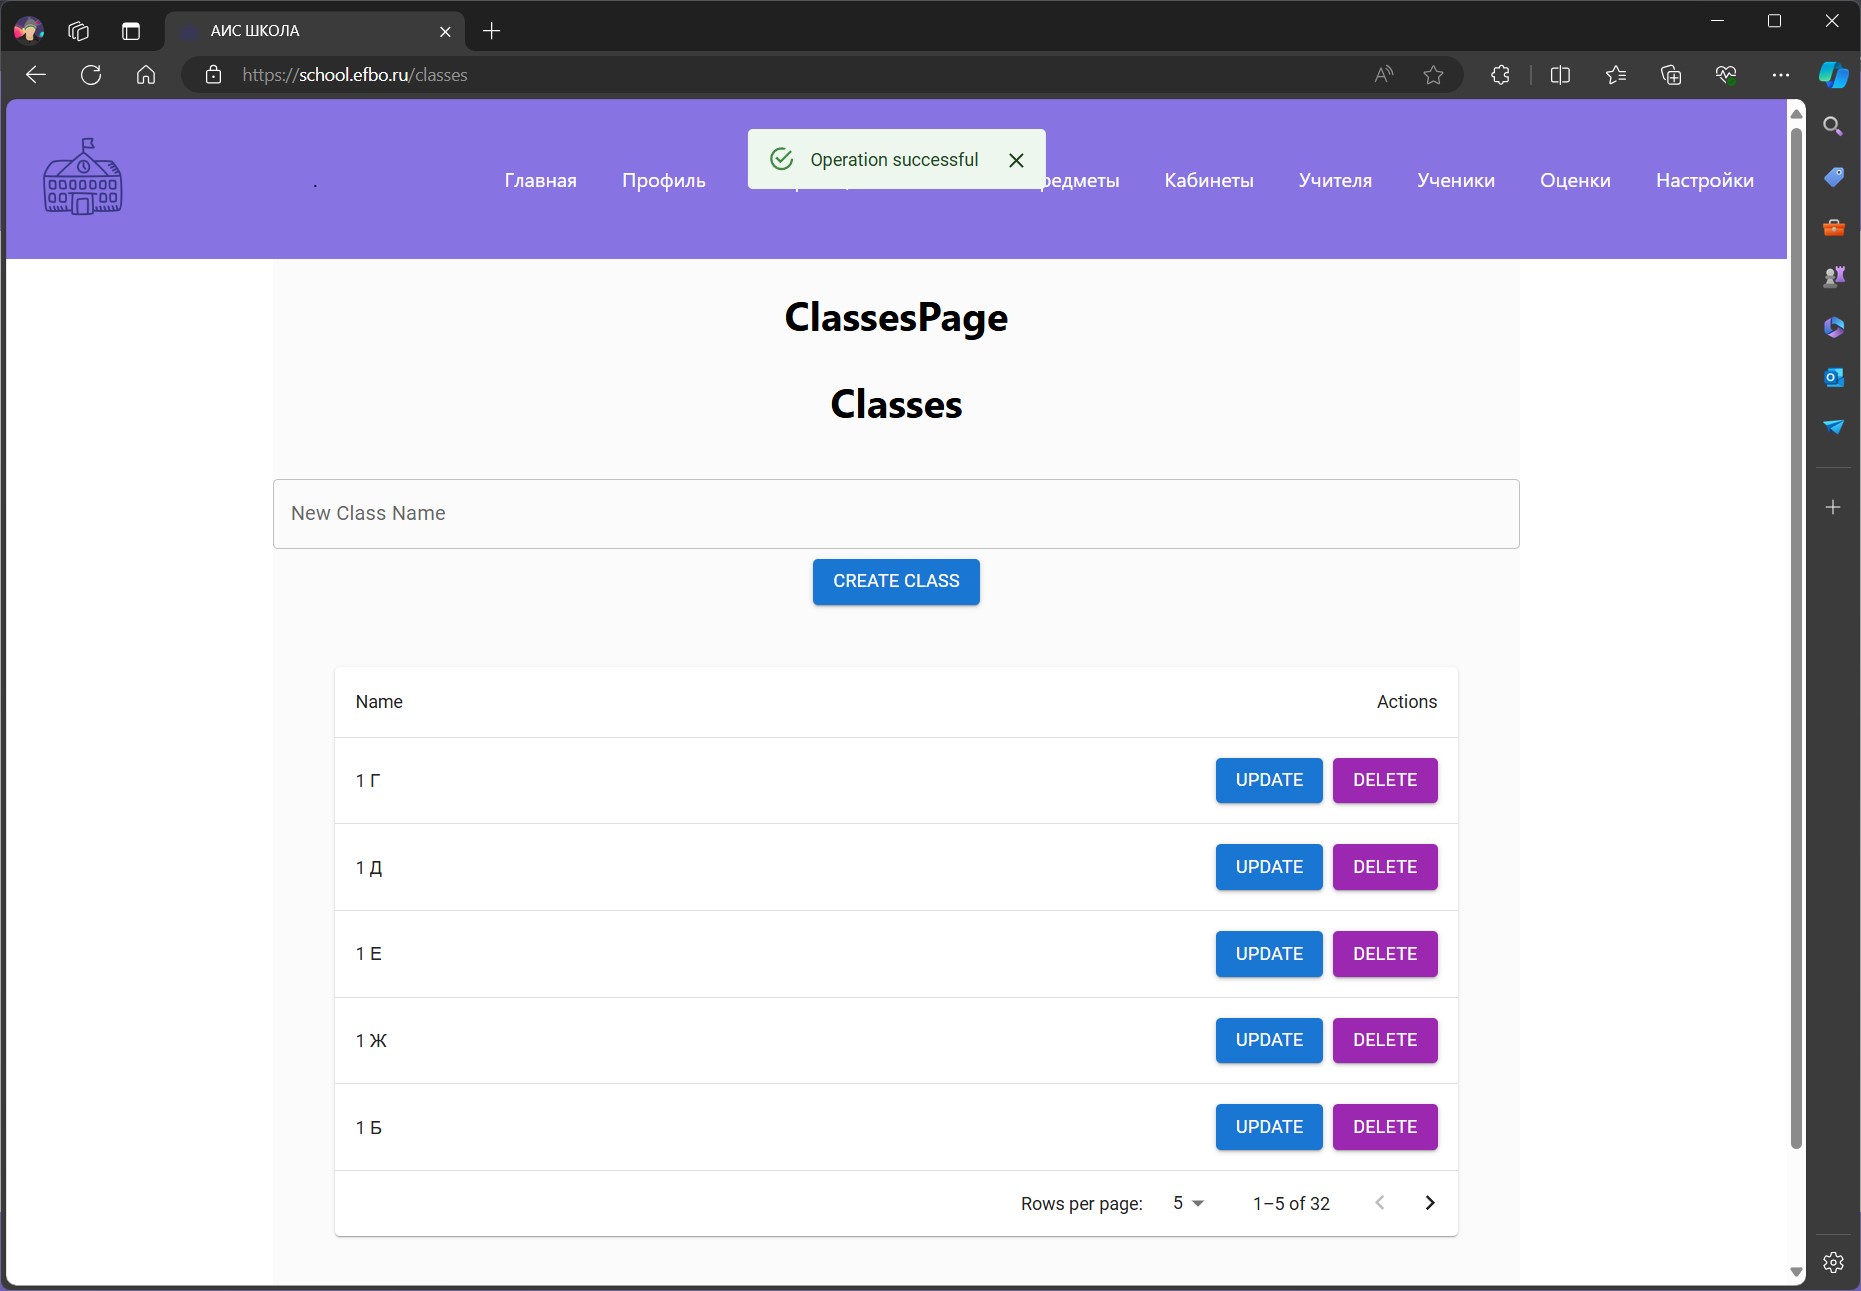 АИС ШКОЛА
https://school.efbo.ru/classes
Operation successful
Главная
Профиль
Кабинеты
Учителя
Ученики
Оценки
Настройки
ClassesPage
Classes
New Class Name
CREATE CLASS
Name Actions
1 Г UPDATE DELETE
1 Д UPDATE DELETE
1 Е UPDATE DELETE
1 Ж UPDATE DELETE
1 Б UPDATE DELETE
Rows per page: 5 1–5 of 32